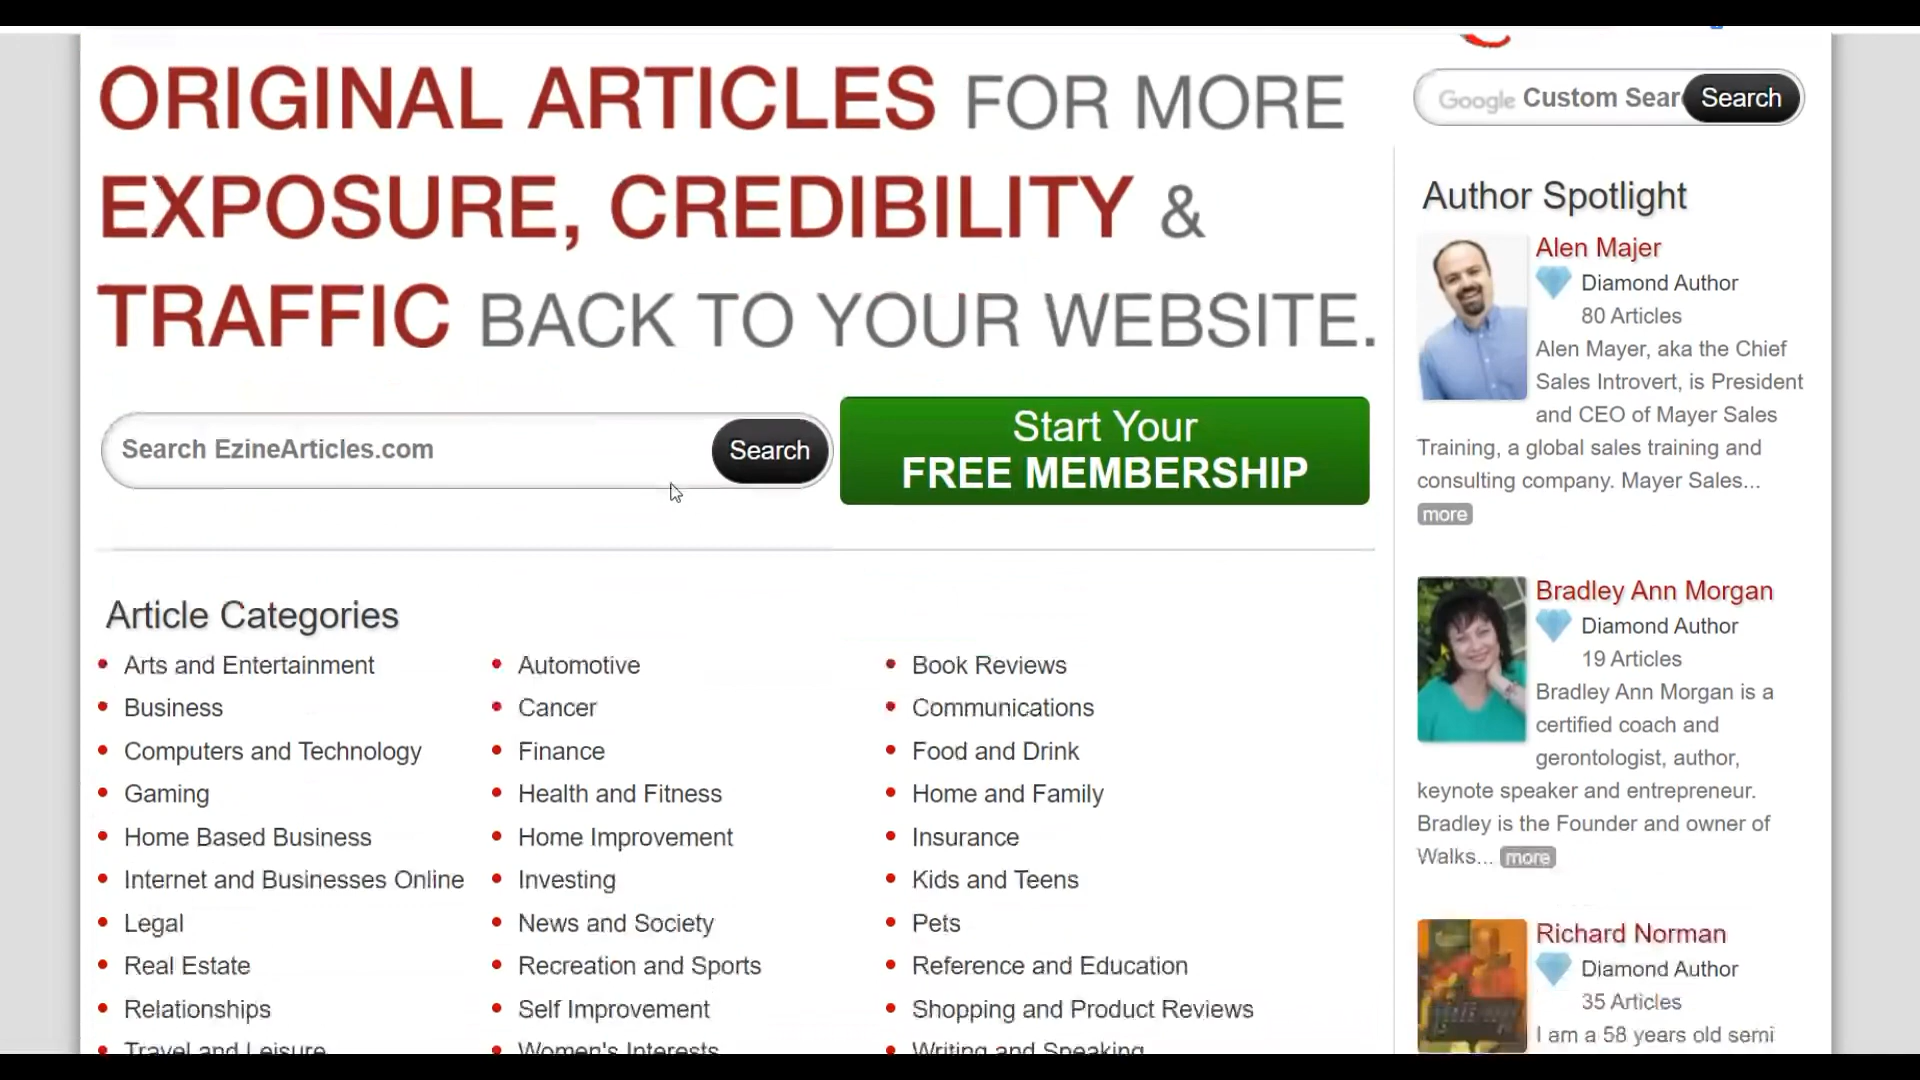 ORIGINAL ARTICLES FOR MORE
EXPOSURE, CREDIBILITY &
TRAFFIC BACK TO YOUR WEBSITE.
Search EzineArticles.com
Search
Start Your
FREE MEMBERSHIP
Article Categories
Arts and Entertainment
Automotive
Book Reviews
Business
Cancer
Communications
Computers and Technology
Finance
Food and Drink
Gaming
Health and Fitness
Home and Family
Home Based Business
Home Improvement
Insurance
Internet and Businesses Online
Investing
Kids and Teens
Legal
News and Society
Pets
Real Estate
Recreation and Sports
Reference and Education
Relationships
Self Improvement
Shopping and Product Reviews
Travel and Leisure
Women's Interests
Writing and Speaking
Google Custom Sear
Search
Author Spotlight
Alen Majer
Diamond Author
80 Articles
Alen Mayer, aka the Chief
Sales Introvert, is President
and CEO of Mayer Sales
Training, a global sales training and
consulting company. Mayer Sales...
more
Bradley Ann Morgan
Diamond Author
19 Articles
Bradley Ann Morgan is a
certified coach and
gerontologist, author,
keynote speaker and entrepreneur.
Bradley is the Founder and owner of
Walks... more
Richard Norman
Diamond Author
35 Articles
I am a 58 years old semi